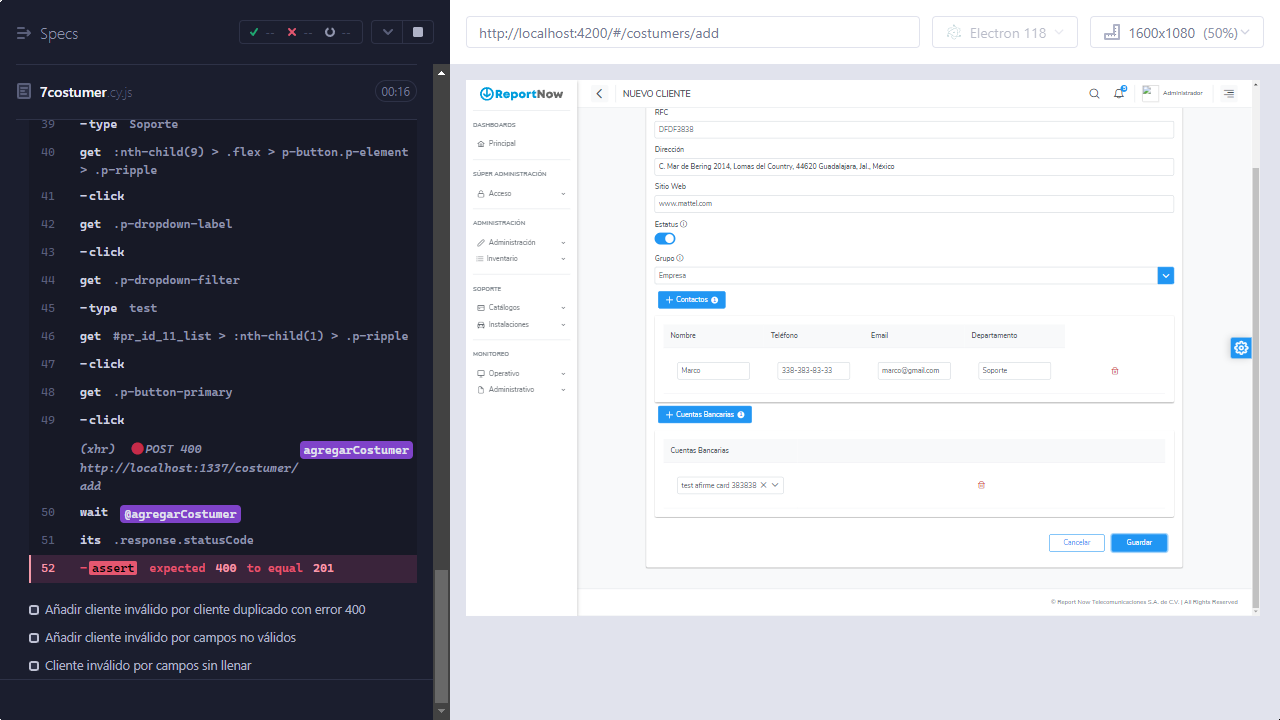 Specs
--
--
--
7costumer.cy.js
00:16
39 -type Soporte
40 get :nth-child(9) > .flex > p-button.p-element
> .p-ripple
41 -click
42 get .p-dropdown-label
43 -click
44 get .p-dropdown-filter
45 -type test
46 get #pr_id_11_list > :nth-child(1) > .p-ripple
47 -click
48 get .p-button-primary
49 -click
(xhr) POST 400 agregarCostumer
http://localhost:1337/costumer/
add
50 wait @agregarCostumer
51 its .response.statusCode
52 -assert expected 400 to equal 201
Añadir cliente inválido por cliente duplicado con error 400
Añadir cliente inválido por campos no válidos
Cliente inválido por campos sin llenar
http://localhost:4200/#/costumers/add
Electron 118
1600x1080 (50%)
ReportNow
DASHBOARDS
Principal
SÚPER ADMINISTRACIÓN
Acceso
ADMINISTRACIÓN
Administración
Inventario
SOPORTE
Catálogos
Instalaciones
MONITOREO
Operativo
Administrativo
NUEVO CLIENTE
Administrador
RFC
DFDF3838
Dirección
C. Mar de Bering 2014, Lomas del Country, 44620 Guadalajara, Jal., México
Sitio Web
www.mattel.com
Estatus
Grupo
Empresa
+ Contactos
Nombre Teléfono Email Departamento
Marco 338-383-83-33 marco@gmail.com Soporte
+ Cuentas Bancarias
Cuentas Bancarias
test afirme card 383838
Cancelar Guardar
© Report Now Telecomunicaciones S.A. de C.V. | All Rights Reserved